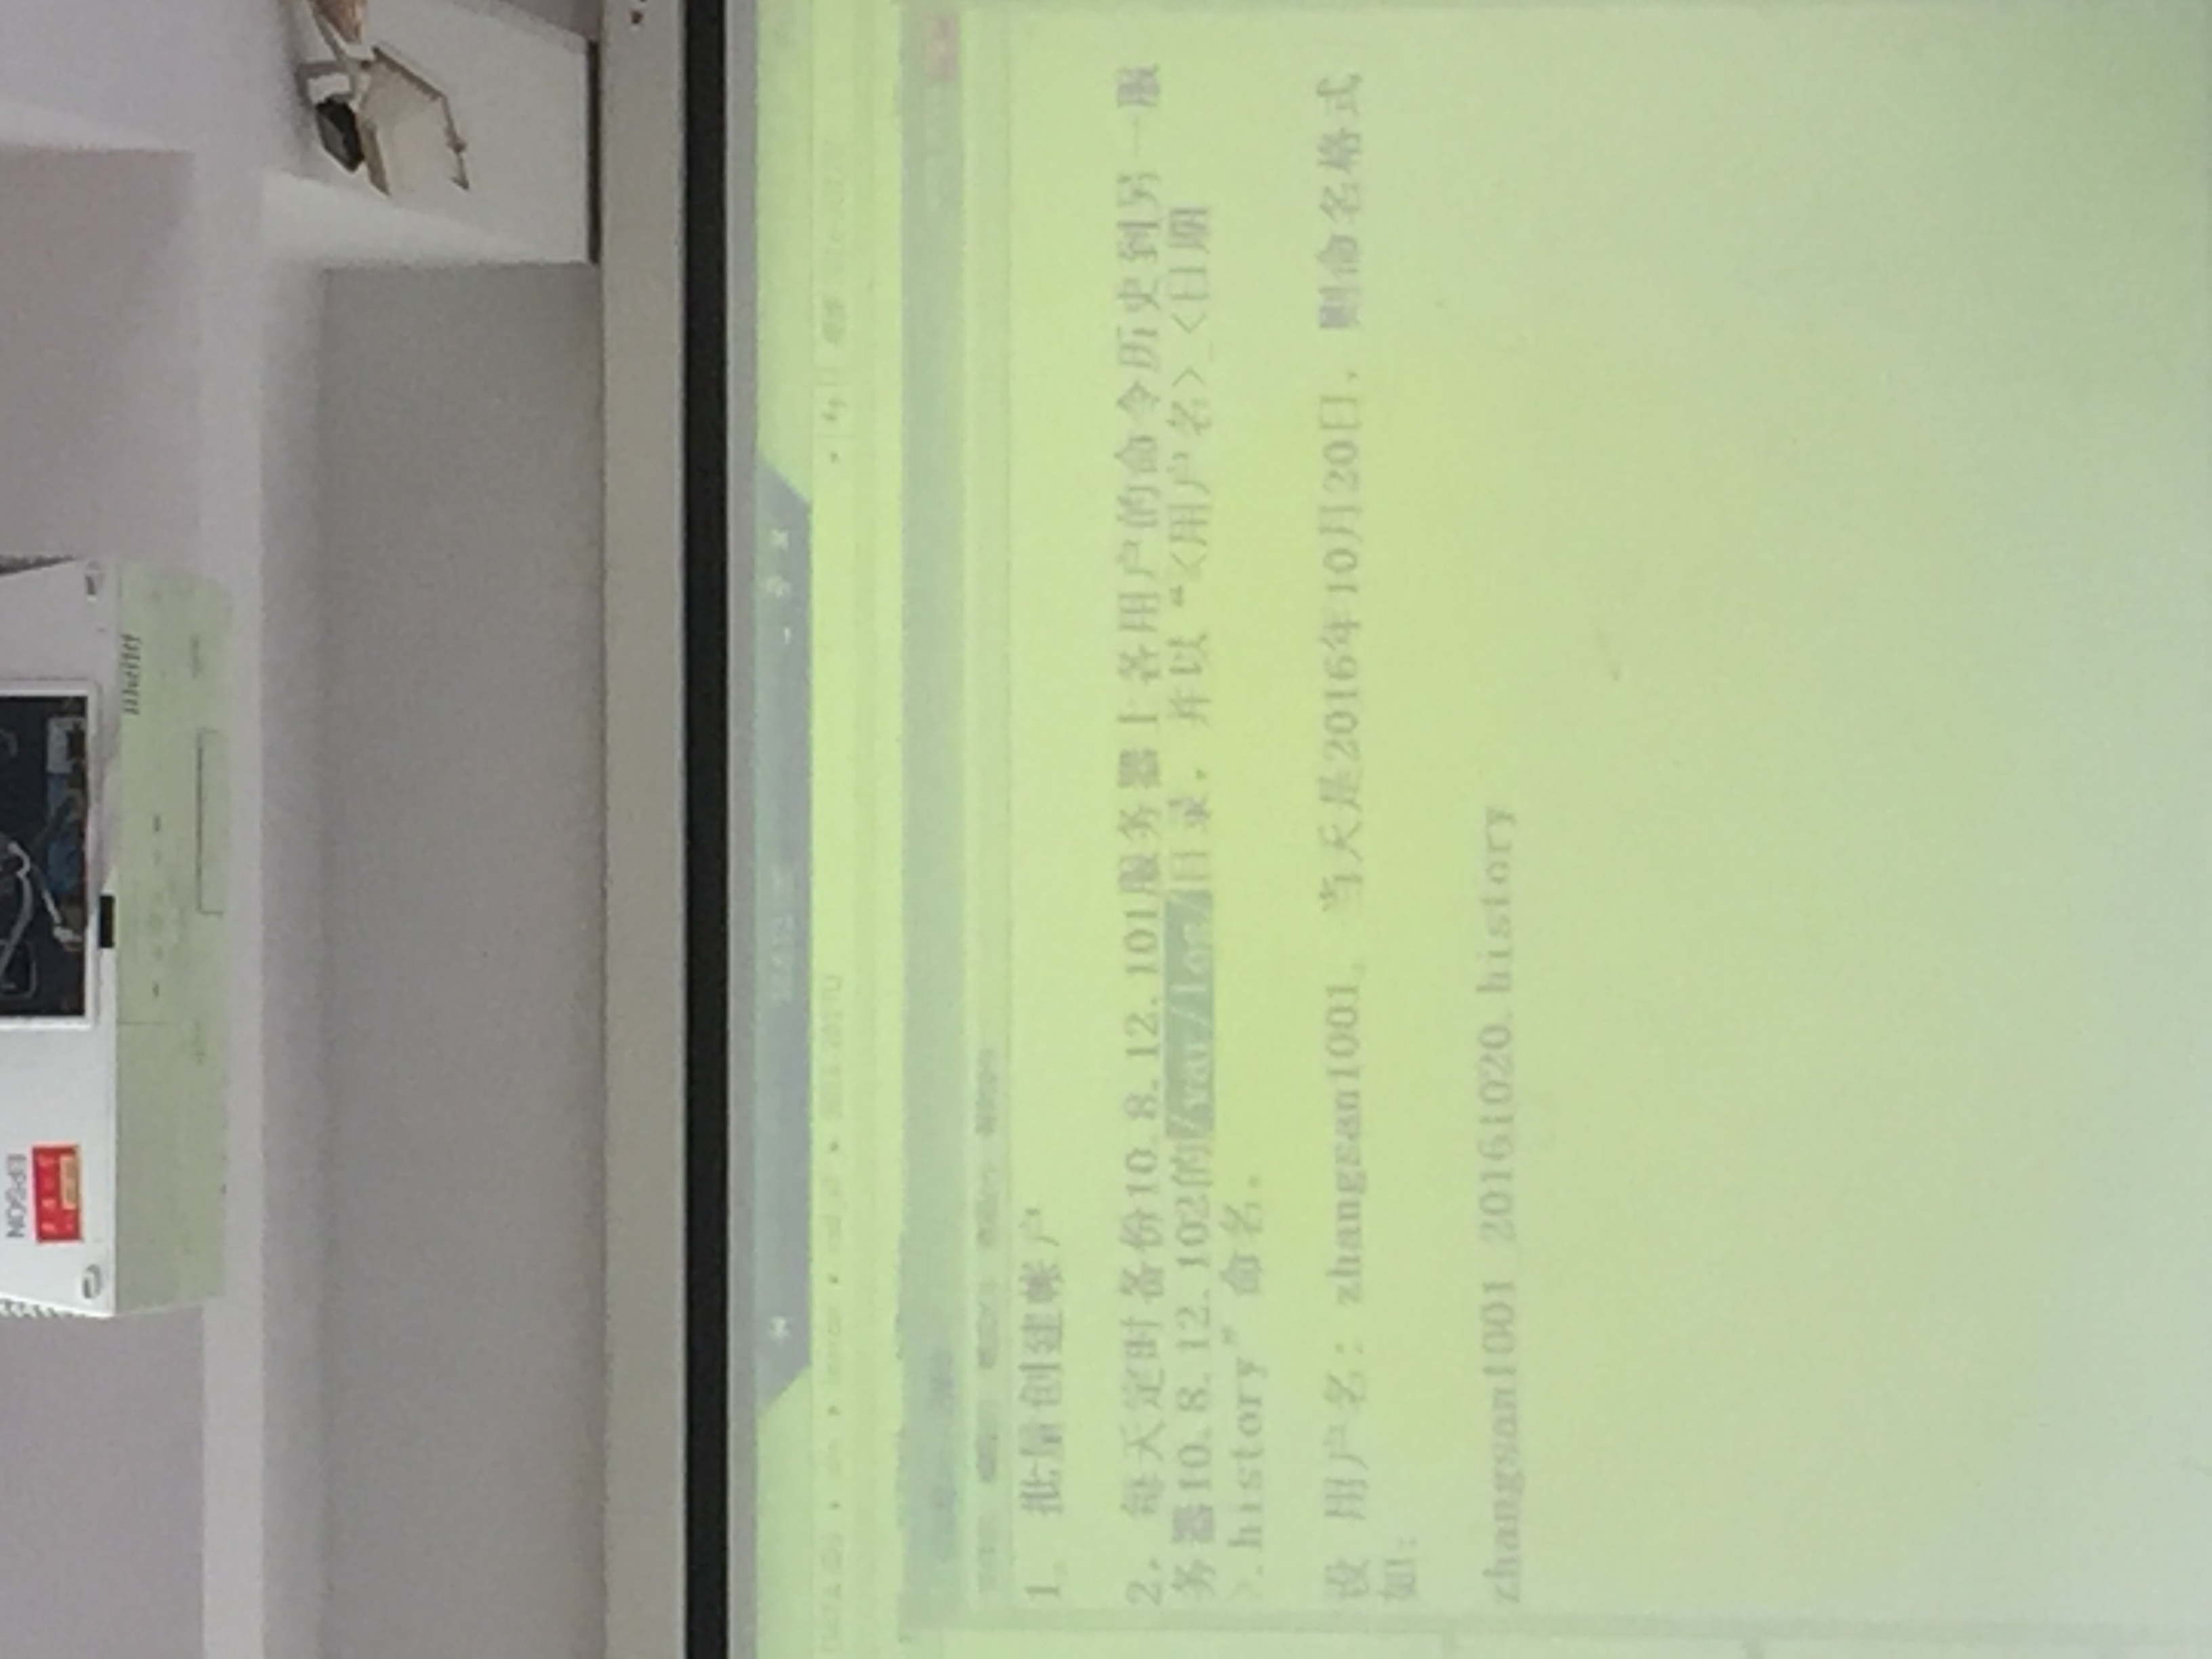 EPSON
1. 批量创建帐户
2. 每天定时备份10.8.12.101服务器上各用户的命令历史到另一服
务器10.8.12.102的/var/log/目录，并以“<用户名>_<日期
>.history”命名。
设 用户名：zhangsan1001. 当天是2016年10月20日，则命名格式
如：
zhangsan1001_20161020.history